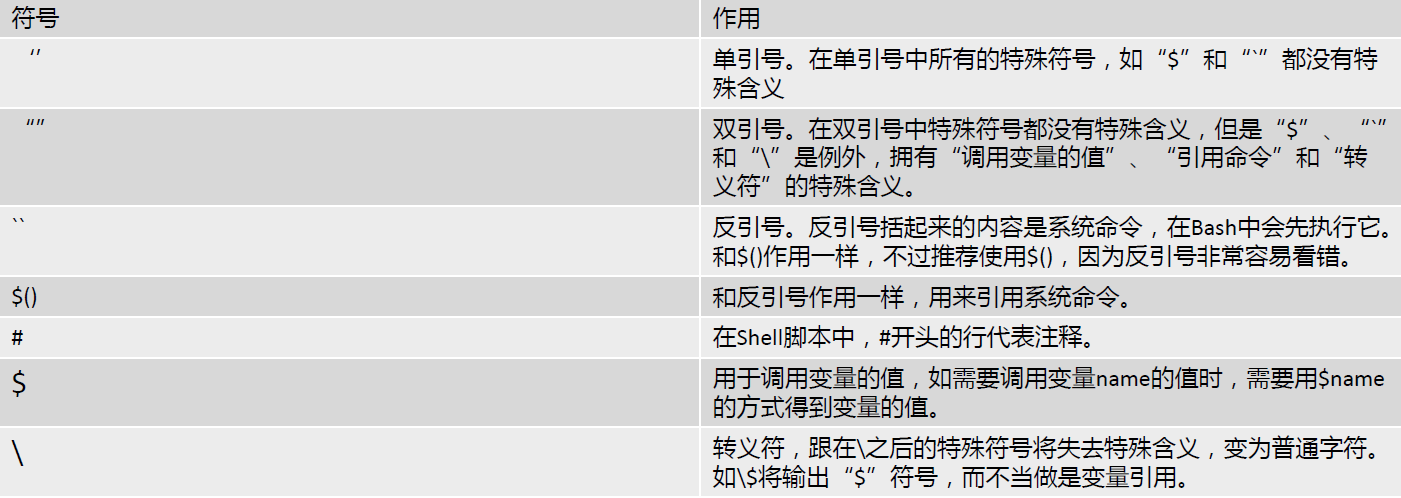 符号 作用
‘’ 单引号。在单引号中所有的特殊符号，如“$”和“`”都没有特
殊含义
“” 双引号。在双引号中特殊符号都没有特殊含义，但是“$”、“`”
和“\”是例外，拥有“调用变量的值”、“引用命令”和“转
义符”的特殊含义。
`` 反引号。反引号括起来的内容是系统命令，在Bash中会先执行它。
和$()作用一样，不过推荐使用$()，因为反引号非常容易看错。
$() 和反引号作用一样，用来引用系统命令。
# 在Shell脚本中，#开头的行代表注释。
$ 用于调用变量的值，如需要调用变量name的值时，需要用$name
的方式得到变量的值。
\ 转义符，跟在\之后的特殊符号将失去特殊含义，变为普通字符。
如\$将输出“$”符号，而不当做是变量引用。